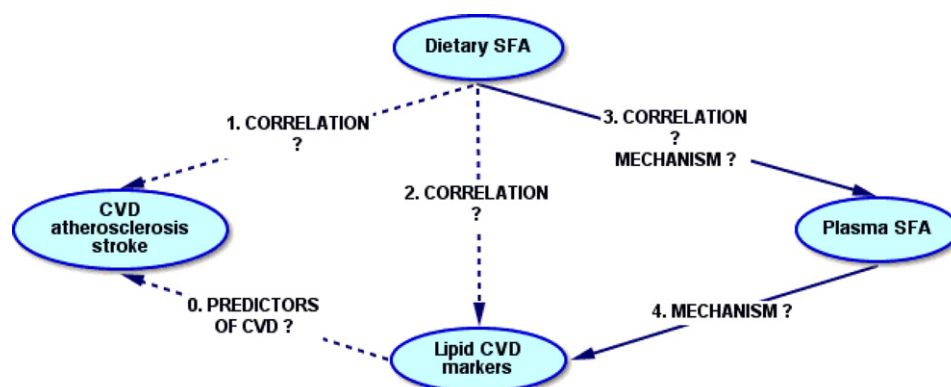 Dietary SFA
1. CORRELATION
?
3. CORRELATION
?
MECHANISM ?
2. CORRELATION
?
CVD
atherosclerosis
stroke
Plasma SFA
0. PREDICTORS
OF CVD ?
4. MECHANISM ?
Lipid CVD
markers